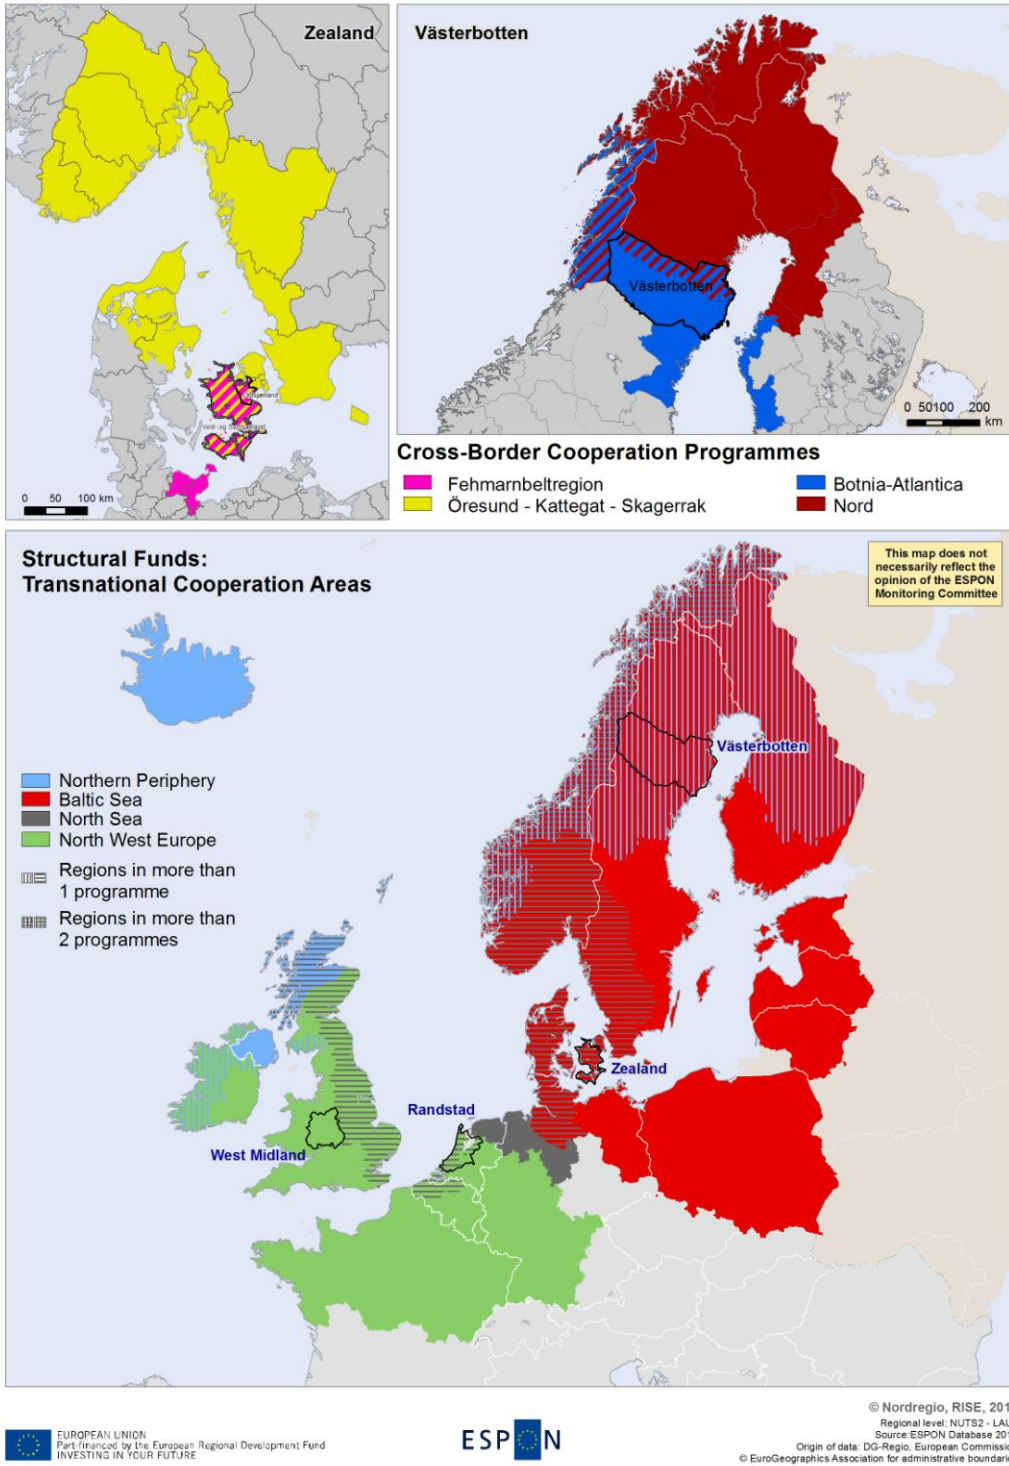 Zealand
Västerbotten
Västerbotten
0 50 100 km
0 50100 200
km
Cross-Border Cooperation Programmes
Fehmarnbeltregion
Botnia-Atlantica
Öresund - Kattegat - Skagerrak
Nord
Structural Funds:
Transnational Cooperation Areas
This map does not
necessarily reflect the
opinion of the ESPON
Monitoring Committee
Northern Periphery
Baltic Sea
North Sea
North West Europe
Regions in more than
1 programme
Regions in more than
2 programmes
Västerbotten
Zealand
Randstad
West Midland
EUROPEAN UNION
Part-financed by the European Regional Development Fund
INVESTING IN YOUR FUTURE
ESPON
© Nordregio, RISE, 201
Regional level: NUTS2 - LAU
Source:ESPON Database 201
Origin of data: DG-Regio, European Commissio
© EuroGeographics Association for administrative boundarie